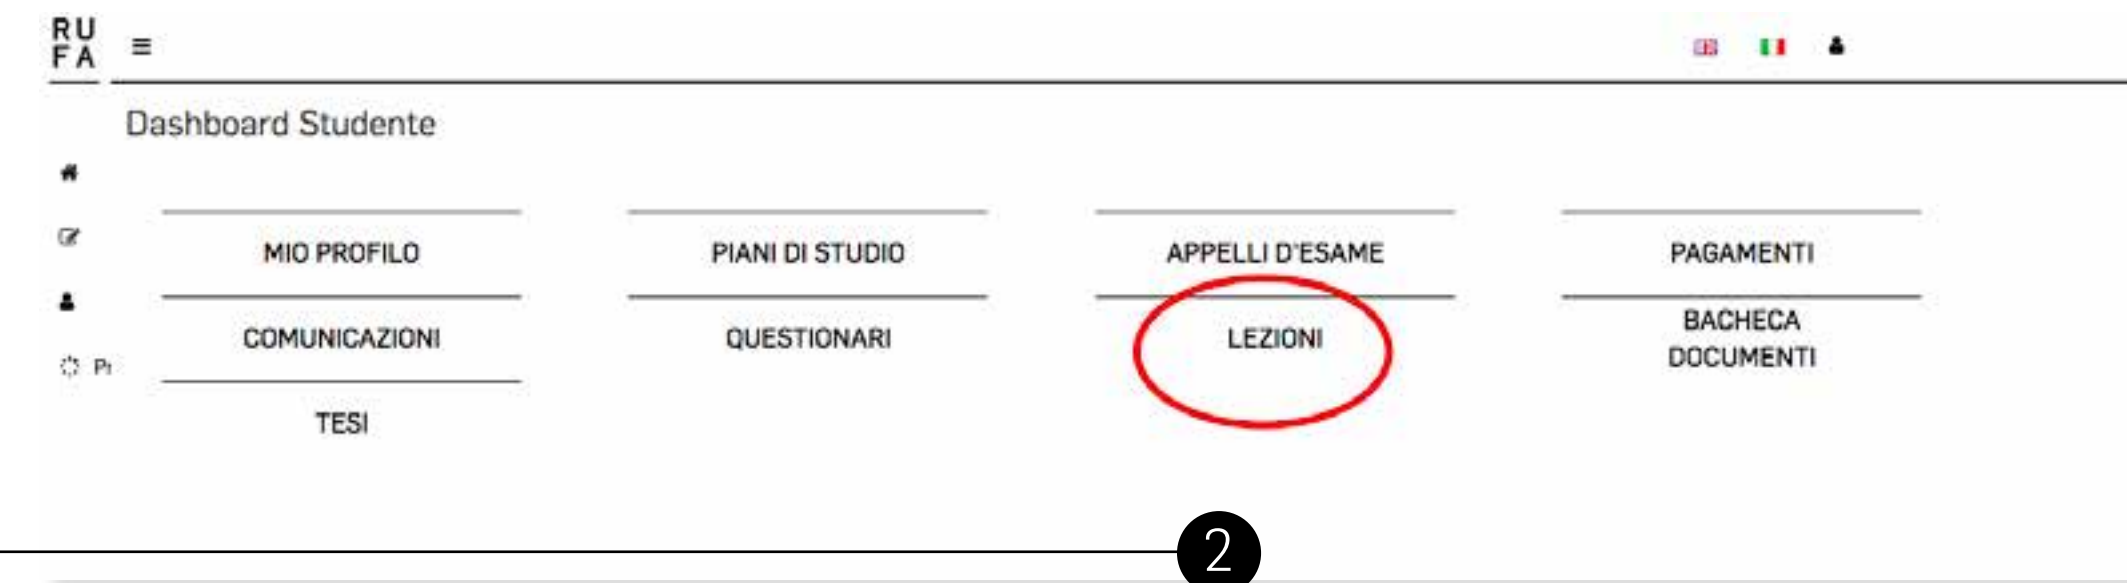 RU
FA
Dashboard Studente
MIO PROFILO
PIANI DI STUDIO
APPELLI D'ESAME
PAGAMENTI
COMUNICAZIONI
QUESTIONARI
LEZIONI
BACHECA
DOCUMENTI
Pr
TESI
2